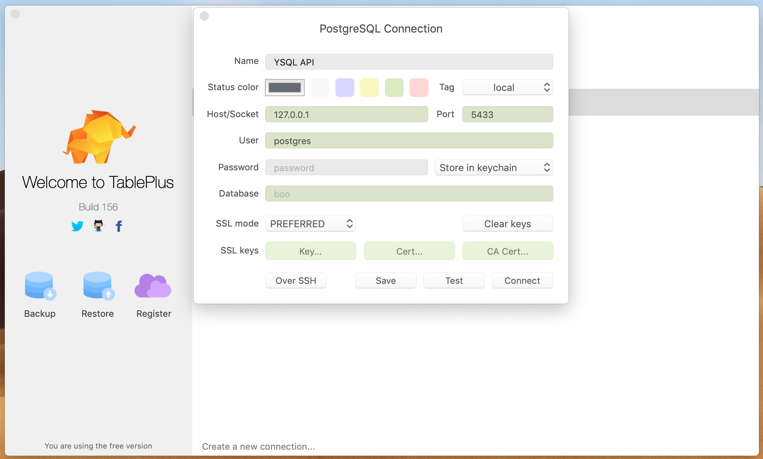 PostgreSQL Connection
Name YSQL API
Status color Tag local
Host/Socket 127.0.0.1 Port 5433
User postgres
Password password Store in keychain
Database boo
SSL mode PREFERRED Clear keys
SSL keys Key... Cert... CA Cert...
Over SSH Save Test Connect
Welcome to TablePlus
Build 156
Backup Restore Register
You are using the free version
Create a new connection...